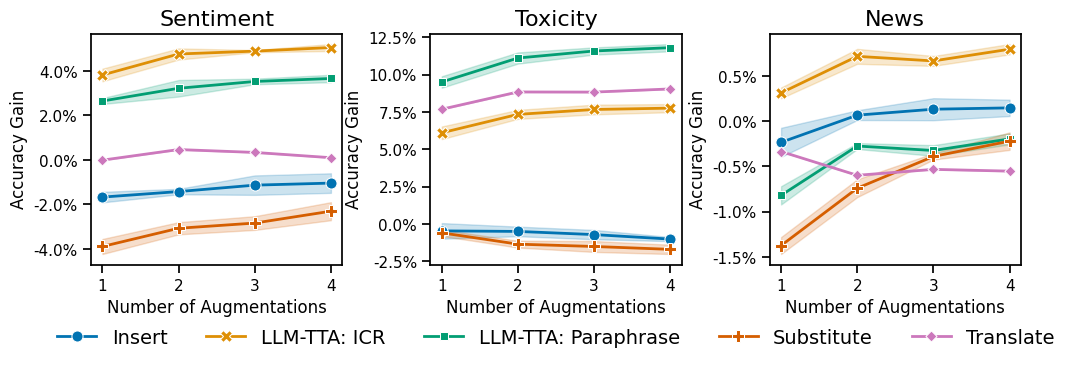 Sentiment
Toxicity
News
Accuracy Gain
4.0%
2.0%
0.0%
-2.0%
-4.0%
1
2
3
4
Number of Augmentations
Accuracy Gain
12.5%
10.0%
7.5%
5.0%
2.5%
0.0%
-2.5%
1
2
3
4
Number of Augmentations
Accuracy Gain
0.5%
0.0%
-0.5%
-1.0%
-1.5%
1
2
3
4
Number of Augmentations
Insert
LLM-TTA: ICR
LLM-TTA: Paraphrase
Substitute
Translate